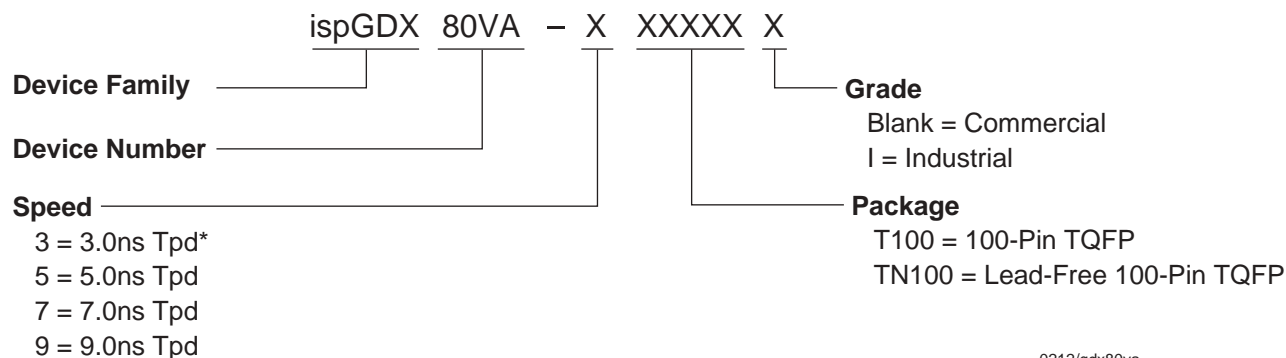 ispGDX 80VA – X XXXXX X
Device Family
Device Number
Speed
3 = 3.0ns Tpd*
5 = 5.0ns Tpd
7 = 7.0ns Tpd
9 = 9.0ns Tpd
Grade
Blank = Commercial
I = Industrial
Package
T100 = 100-Pin TQFP
TN100 = Lead-Free 100-Pin TQFP